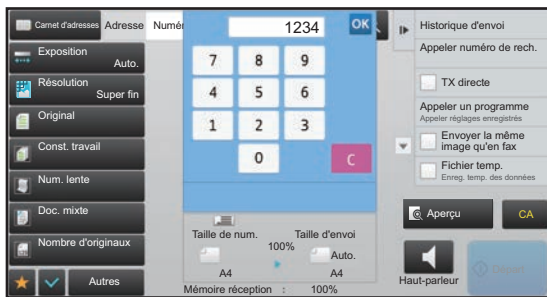 Carnet d'adresses
Adresse
Numé
1234
OK
Historique d'envoi
Appeler numéro de rech.
TX directe
Appeler un programme
Appeler réglages enregistrés
Envoyer la même
image qu'en fax
Fichier temp.
Enreg. temp. des données
Aperçu
CA
Haut-parleur
Départ
Exposition
Auto.
Résolution
Super fin
Original
Const. travail
Num. lente
Doc. mixte
Nombre d'originaux
Autres
7 8 9
4 5 6
1 2 3
0 C
Taille de num.
Taille d'envoi
100%
Auto.
A4
A4
Mémoire réception : 100%